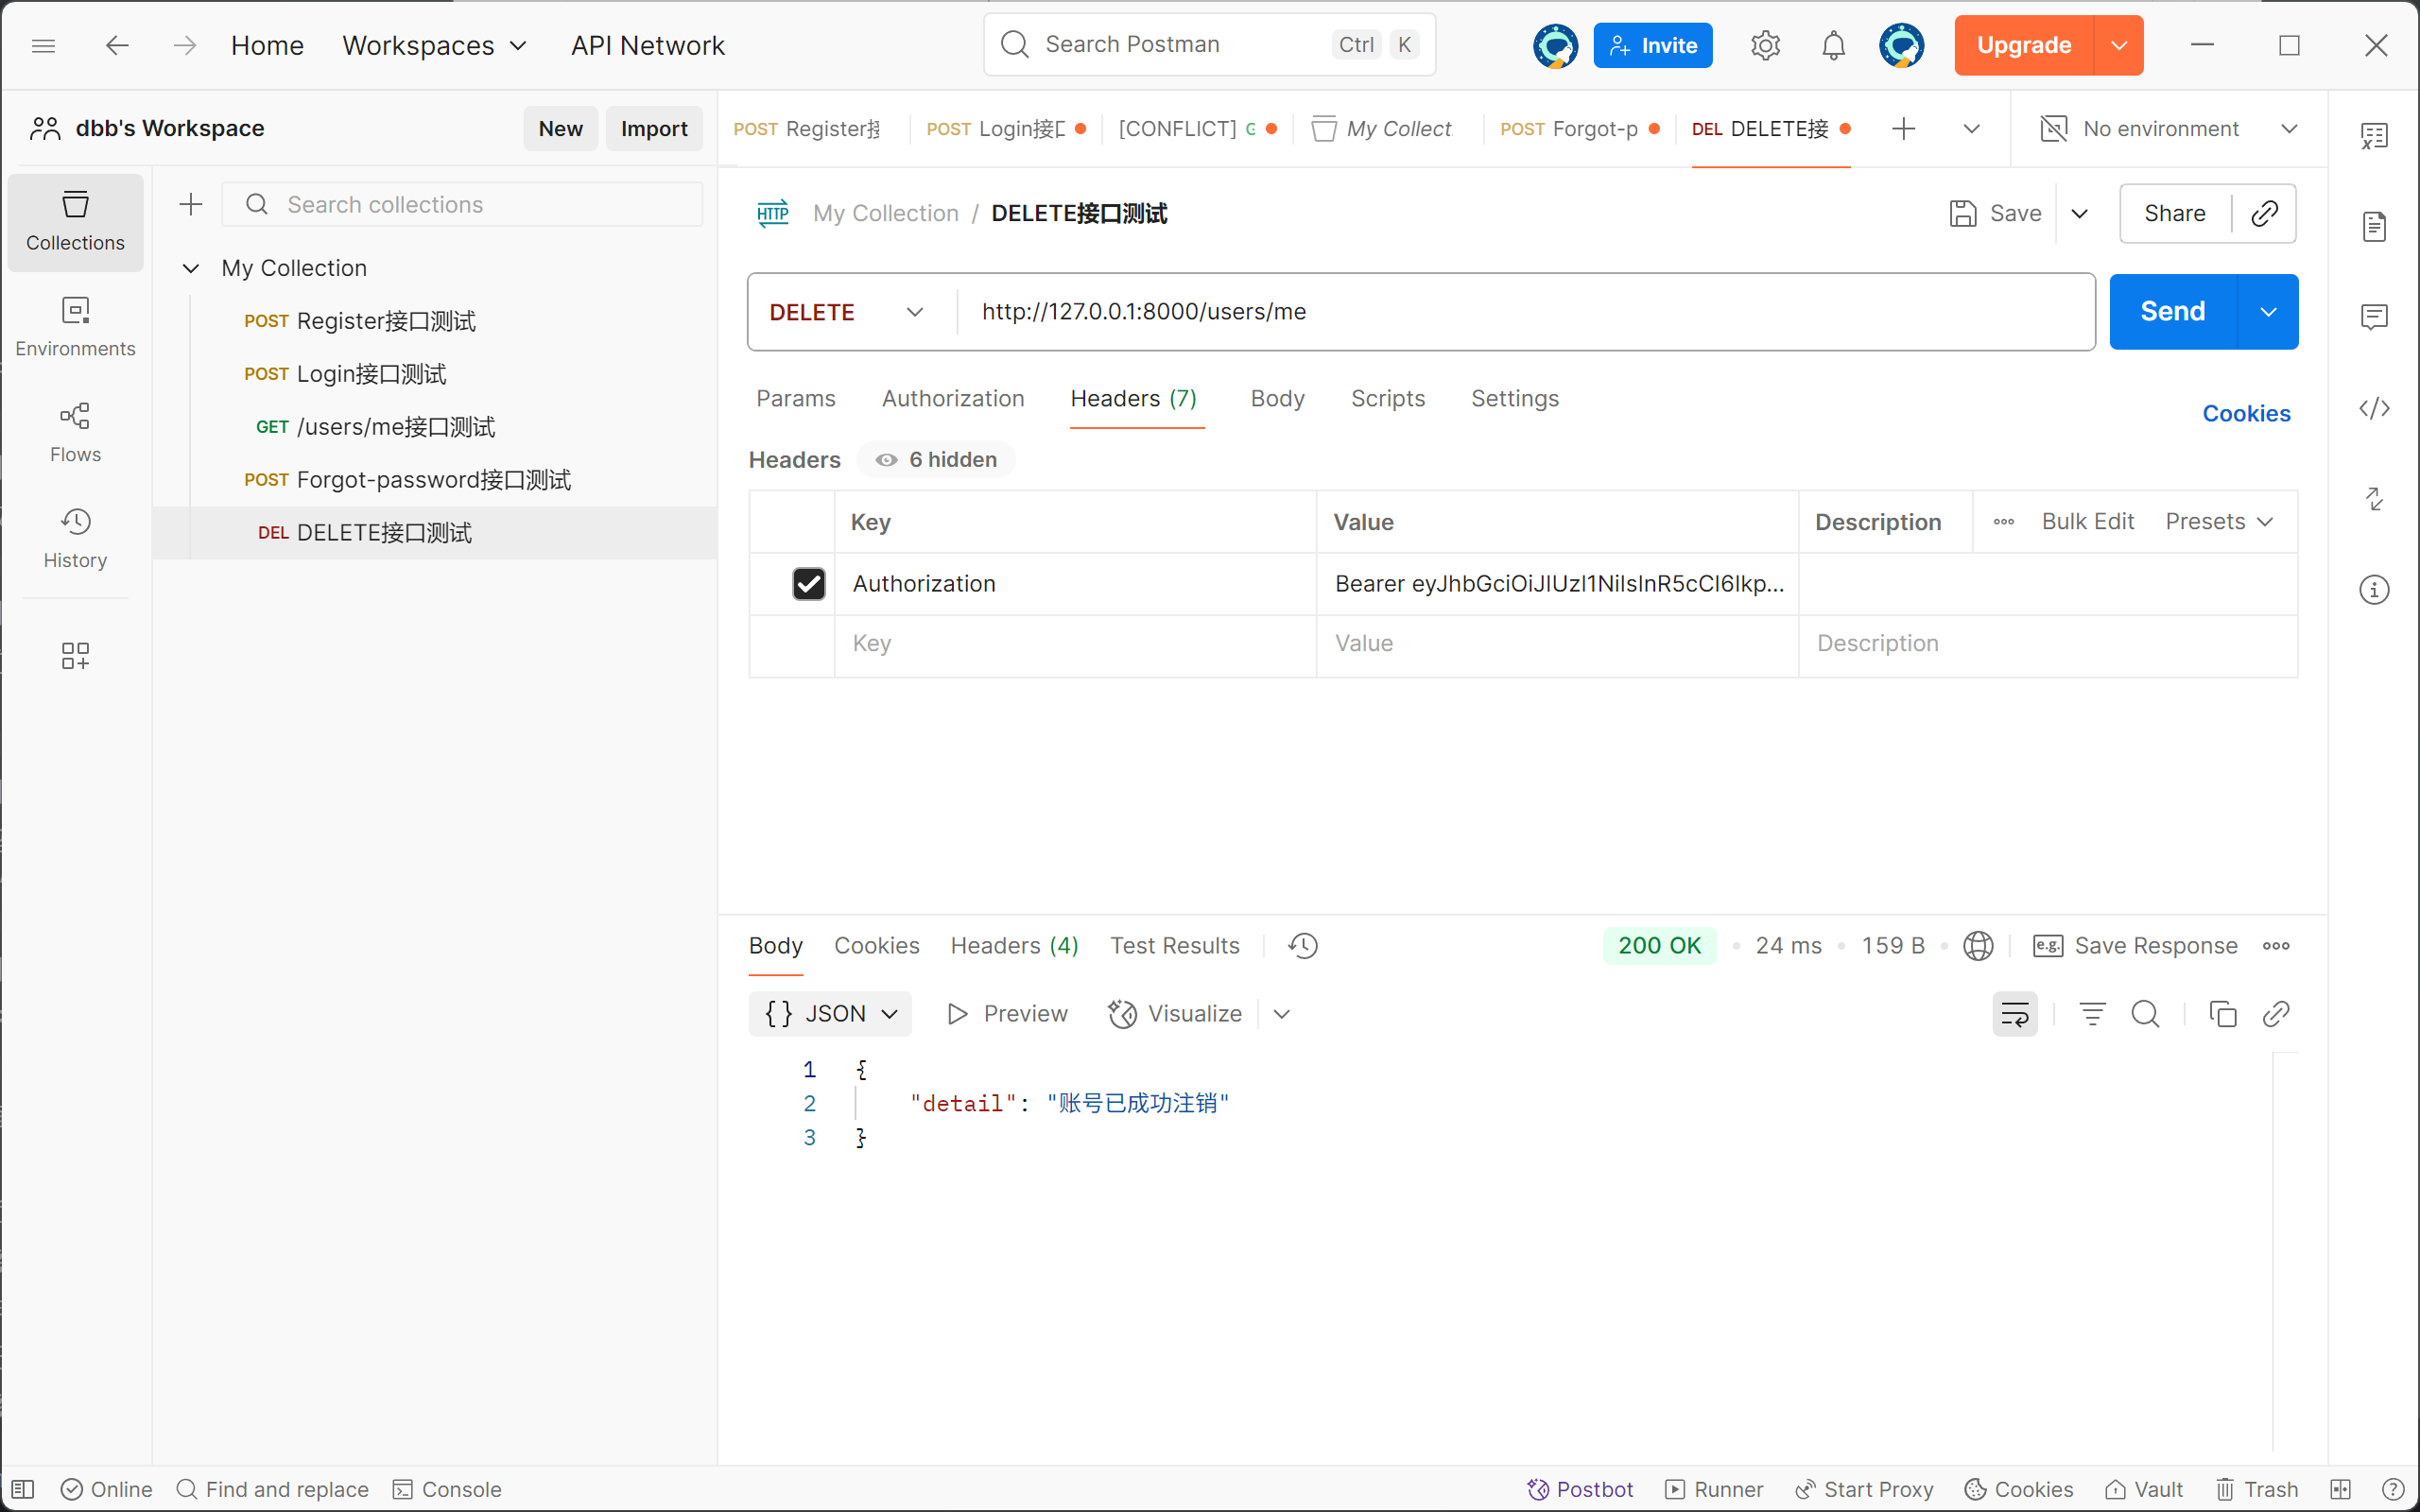 Home Workspaces API Network Search Postman Ctrl K Invite Upgrade
dbb's Workspace New Import
POST Register接 POST Login接 [CONFLICT] G My Collect POST Forgot-p DEL DELETE接 No environment
Collections
Environments
Flows
History
Search collections
My Collection
POST Register接口测试
POST Login接口测试
GET /users/me接口测试
POST Forgot-password接口测试
DEL DELETE接口测试
HTTP My Collection / DELETE接口测试 Save Share
DELETE http://127.0.0.1:8000/users/me Send
Params Authorization Headers (7) Body Scripts Settings Cookies
Headers 6 hidden
Key Value Description Bulk Edit Presets
Authorization Bearer eyJhbGciOiJIUzI1NiIsInR5cCI6Ikp...
Key Value Description
Body Cookies Headers (4) Test Results 200 OK 24 ms 159 B e.g. Save Response
{} JSON Preview Visualize
1 {
2 "detail": "账号已成功注销"
3 }
Online Find and replace Console Postbot Runner Start Proxy Cookies Vault Trash